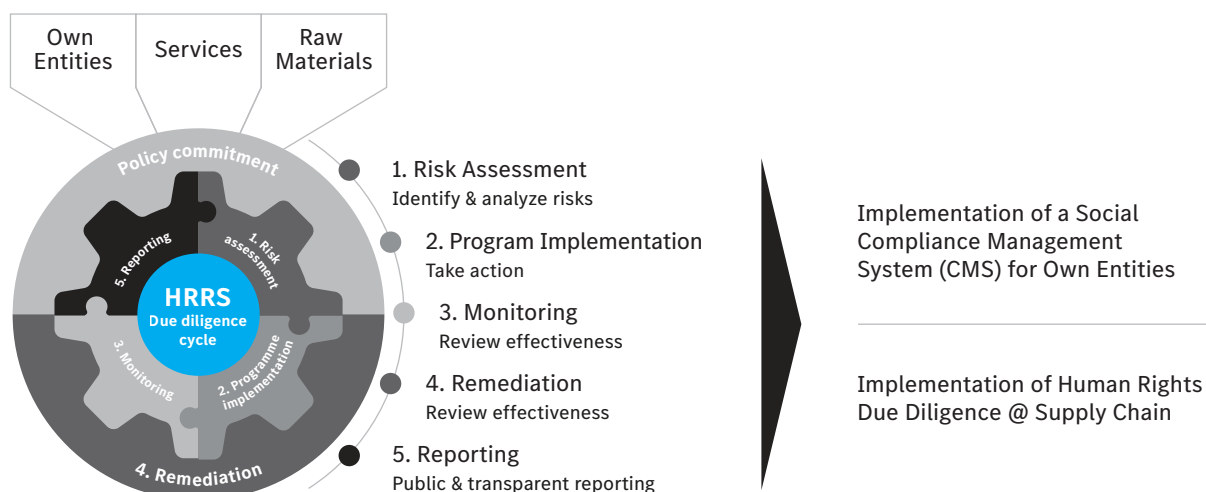 Own
Entities
Services
Raw
Materials
Policy commitment
5. Reporting
1. Risk
assessment
HRRS
Due diligence
cycle
3. Monitoring
2. Programme
implementation
4. Remediation
1. Risk Assessment
Identify & analyze risks
2. Program Implementation
Take action
3. Monitoring
Review effectiveness
4. Remediation
Review effectiveness
5. Reporting
Public & transparent reporting
Implementation of a Social
Compliance Management
System (CMS) for Own Entities
Implementation of Human Rights
Due Diligence @ Supply Chain